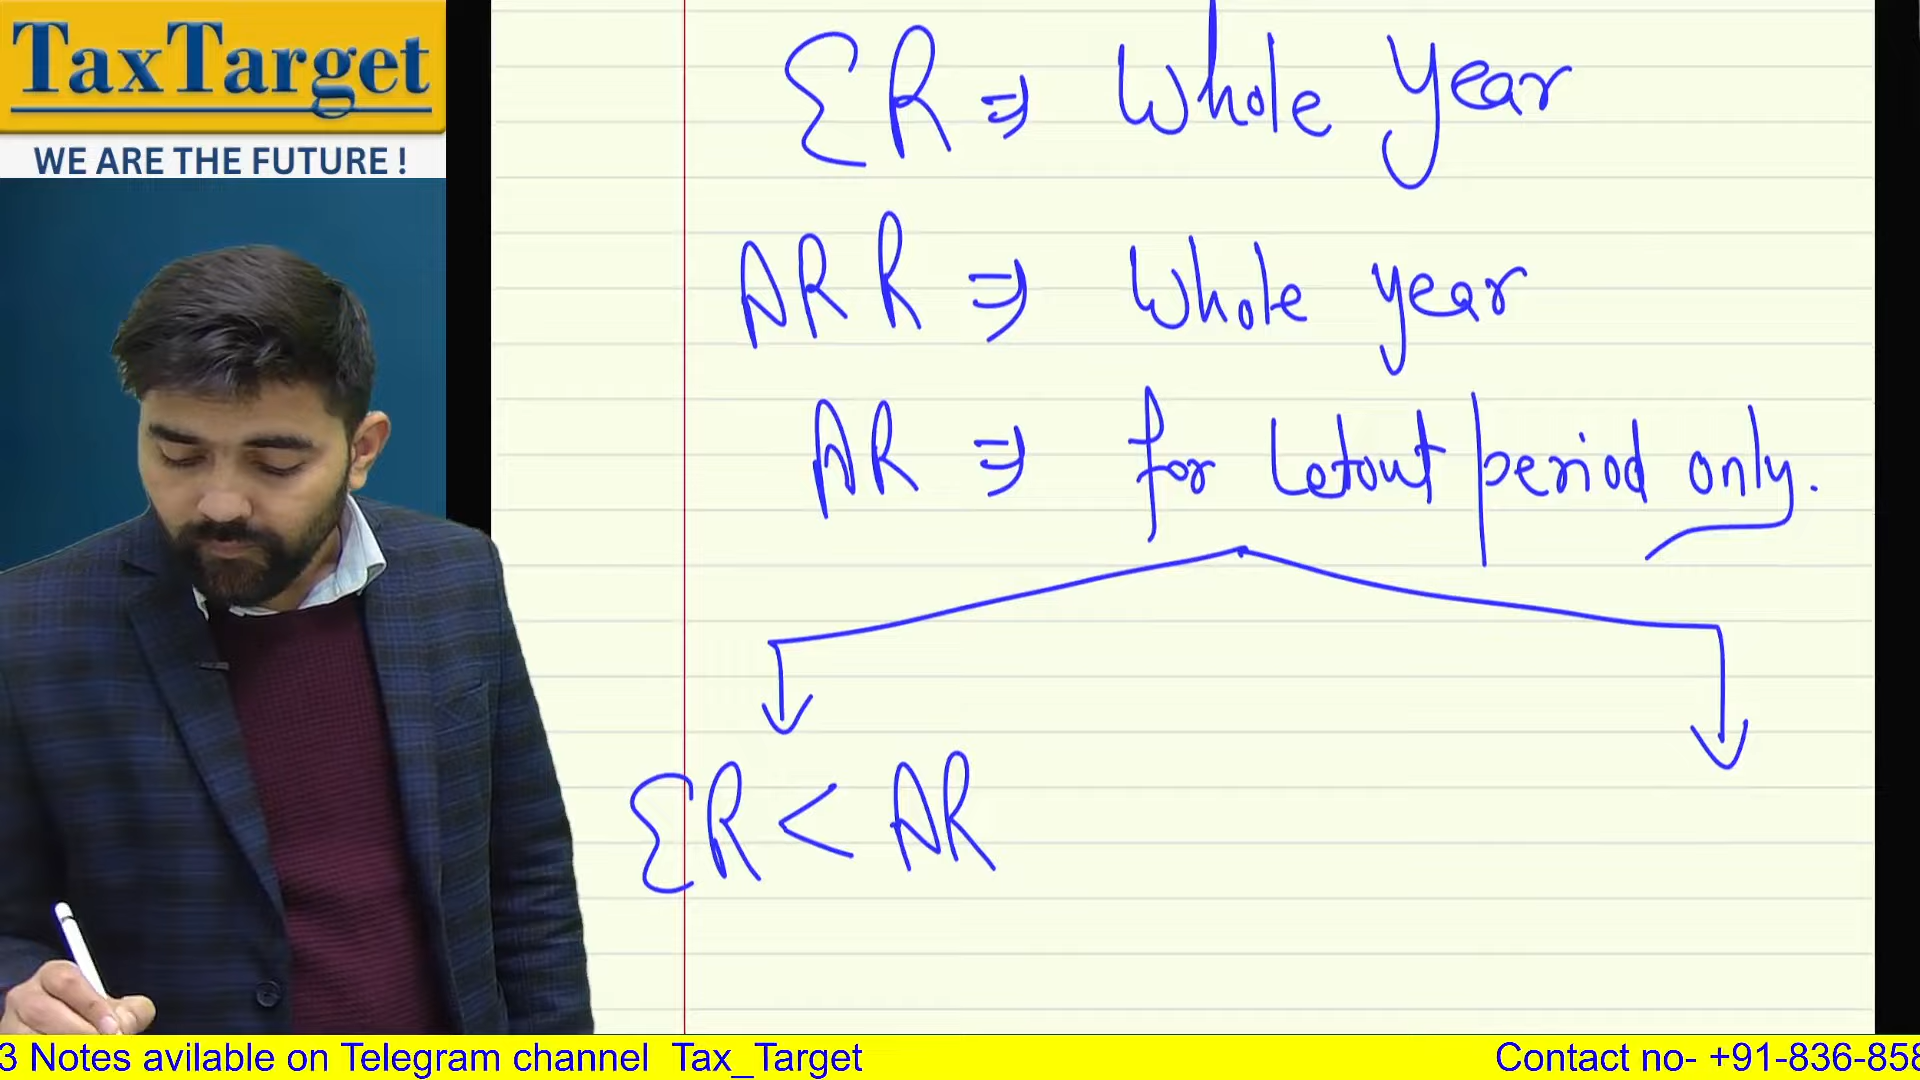 TaxTarget
WE ARE THE FUTURE !
ER ⇒ Whole Year
ARR ⇒ Whole year
AR ⇒ for Letout period only.
ER < AR
3 Notes avilable on Telegram channel Tax_Target
Contact no- +91-836-858